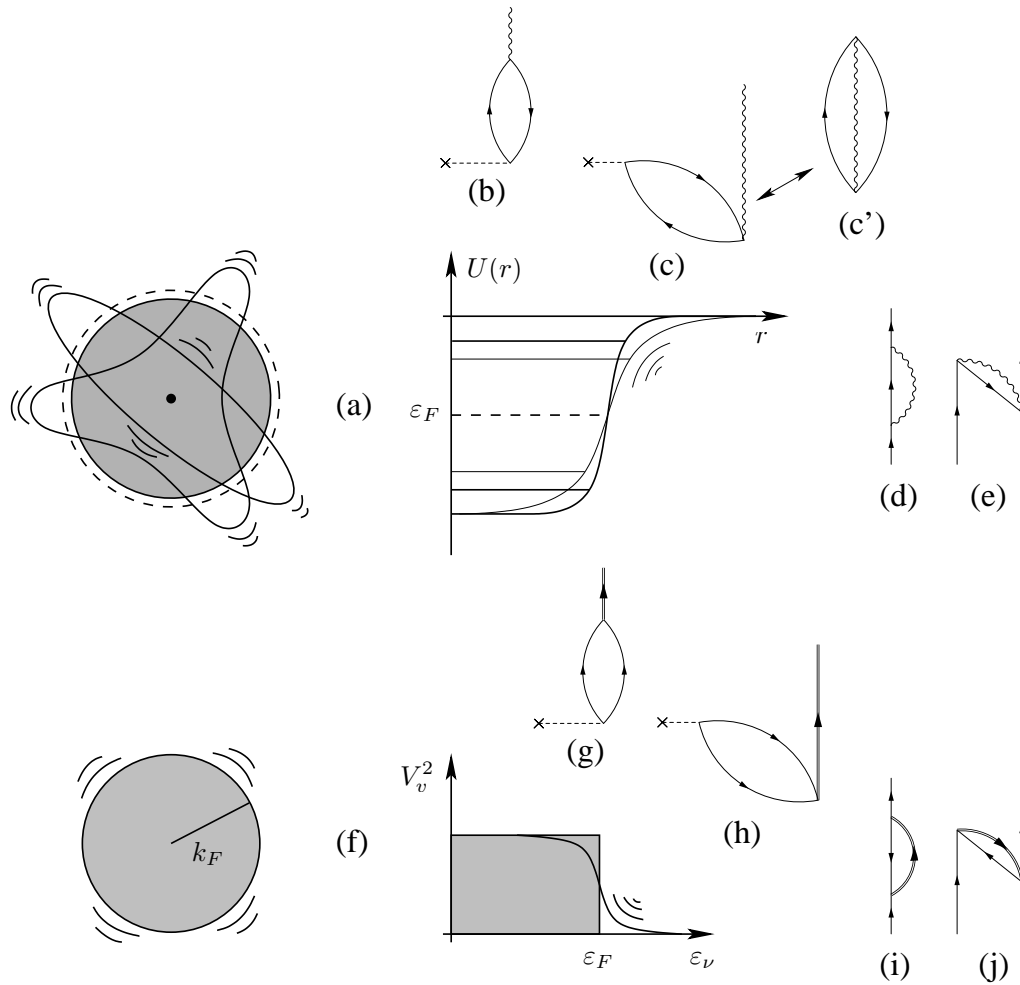 (b)
(c)
(c’)
U(r)
r
(a)
ε_F
(d)
(e)
(g)
(h)
V_v^2
k_F
(f)
ε_F
ε_ν
(i)
(j)